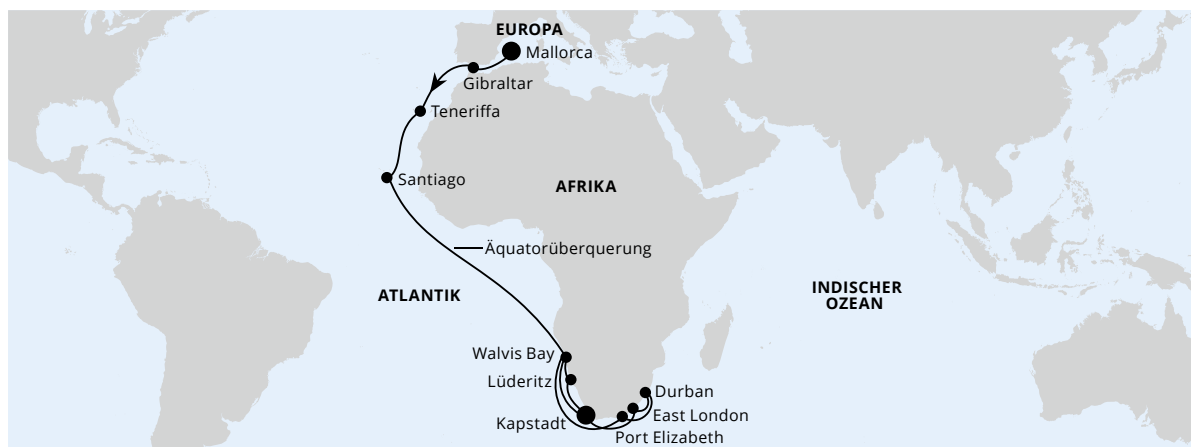 EUROPA
Mallorca
Gibraltar
Teneriffa
Santiago
AFRIKA
Äquatorüberquerung
ATLANTIK
INDISCHER
OZEAN
Walvis Bay
Lüderitz
Kapstadt
Durban
East London
Port Elizabeth